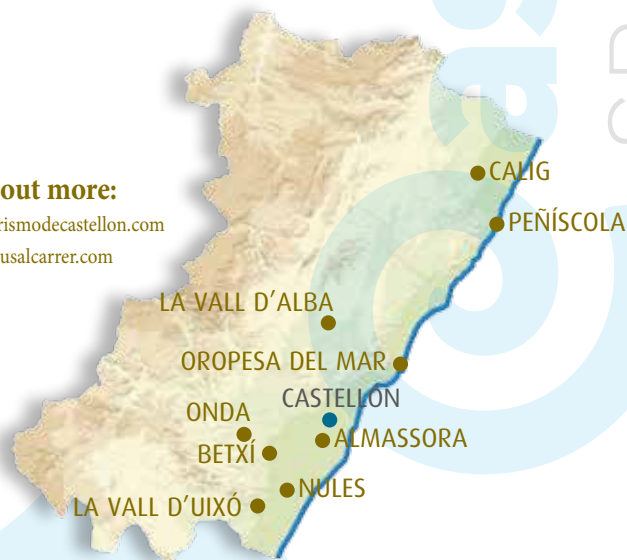 CALIG
out more:
PEÑÍSCOLA
rismodecastellon.com
usalcarrer.com
LA VALL D'ALBA
OROPESA DEL MAR
CASTELLÓN
ONDA
ALMASSORA
BETXÍ
NULES
LA VALL D'UIXÓ